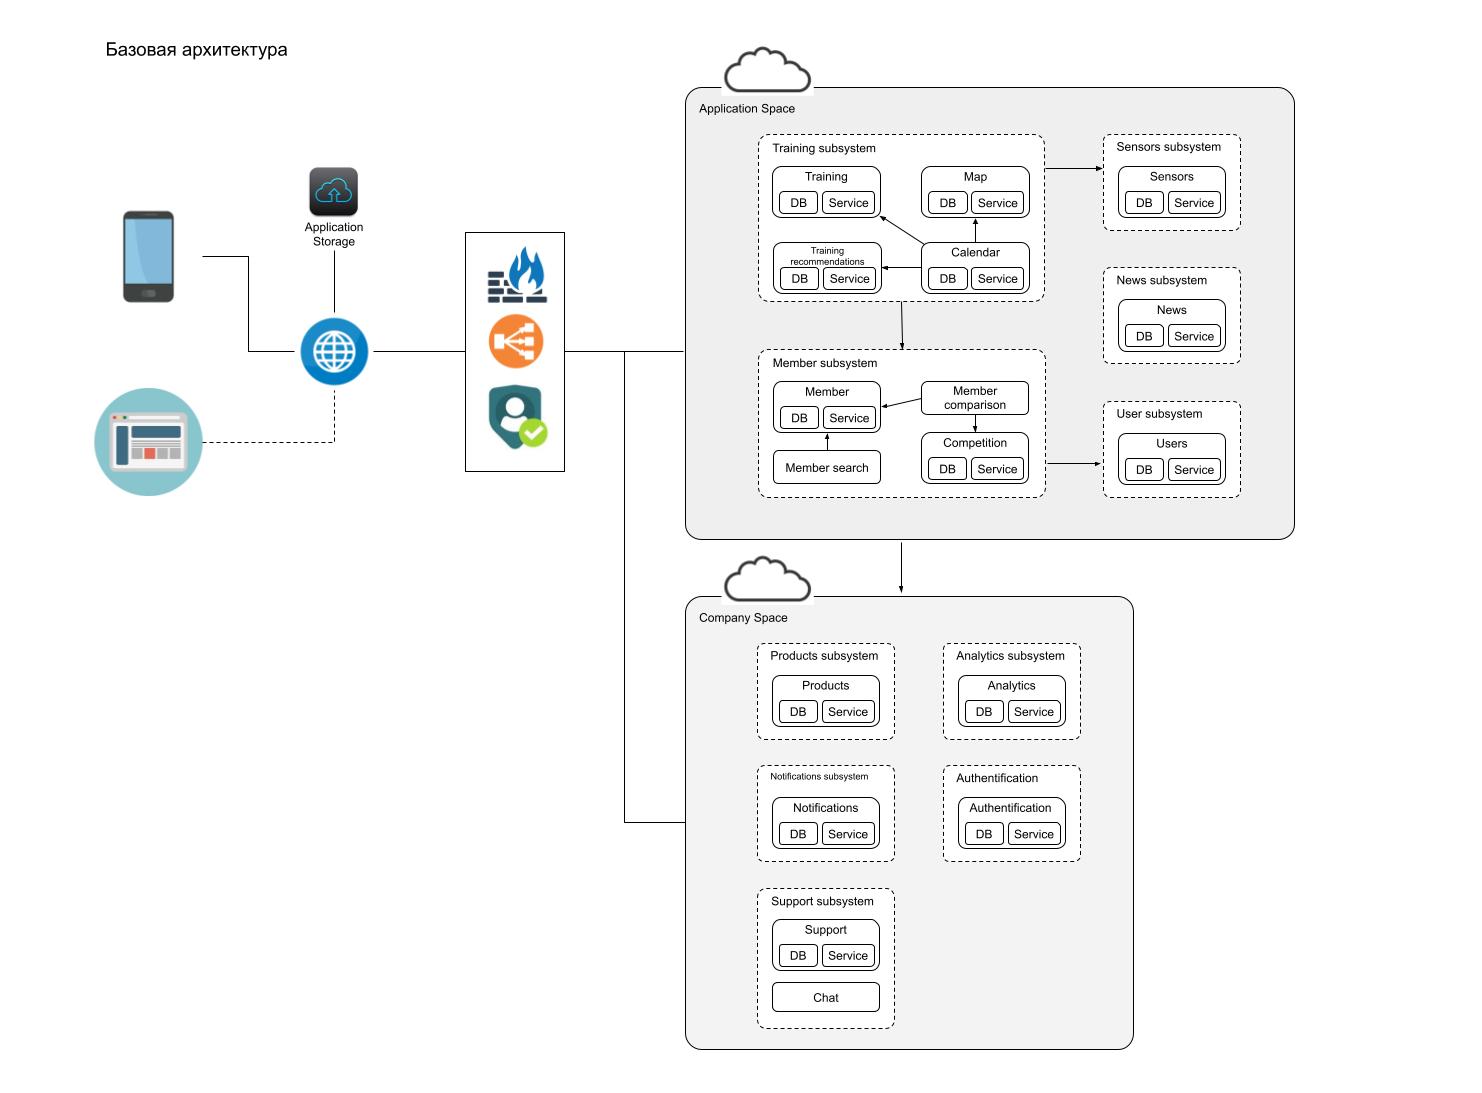 Базовая архитектура
Application
Storage
Application Space
Training subsystem
Training
DB
Service
Map
DB
Service
Training
recommendations
DB
Service
Calendar
DB
Service
Sensors subsystem
Sensors
DB
Service
News subsystem
News
DB
Service
Member subsystem
Member
DB
Service
Member
comparison
Member search
Competition
DB
Service
User subsystem
Users
DB
Service
Company Space
Products subsystem
Products
DB
Service
Analytics subsystem
Analytics
DB
Service
Notifications subsystem
Notifications
DB
Service
Authentification
Authentification
DB
Service
Support subsystem
Support
DB
Service
Chat